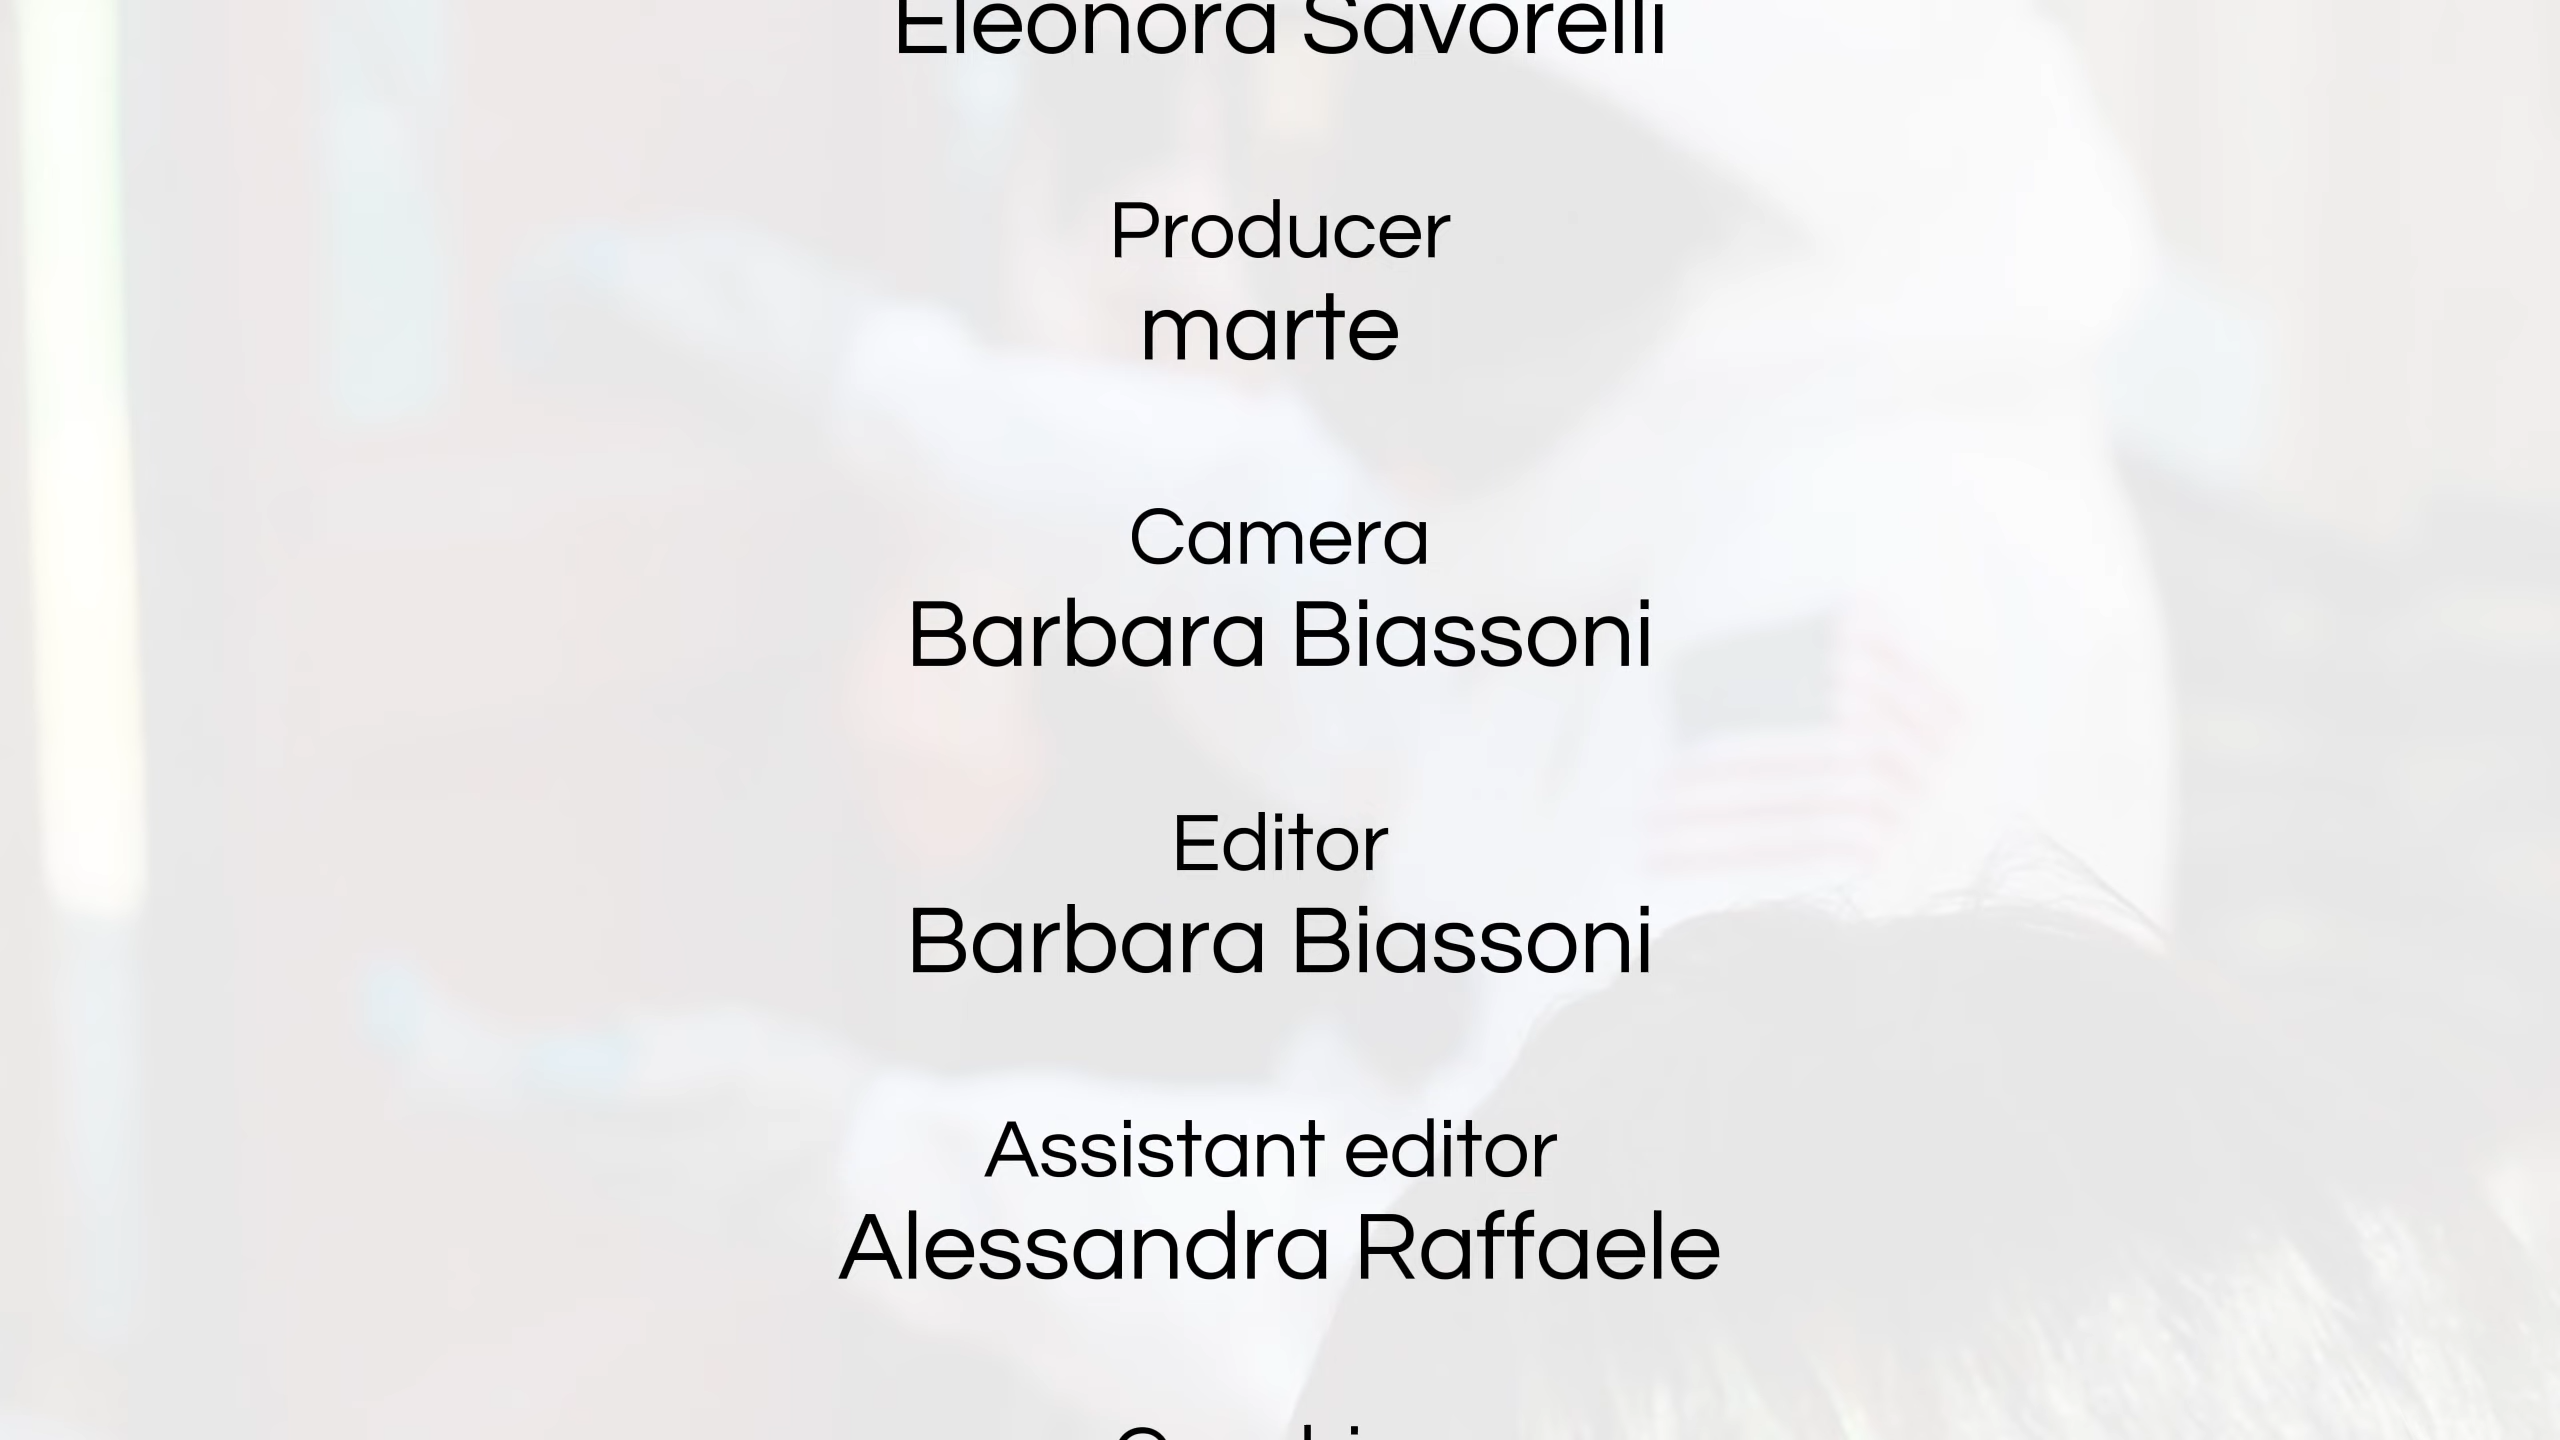 Eleonora Savorelli
Producer
marte
Camera
Barbara Biassoni
Editor
Barbara Biassoni
Assistant editor
Alessandra Raffaele